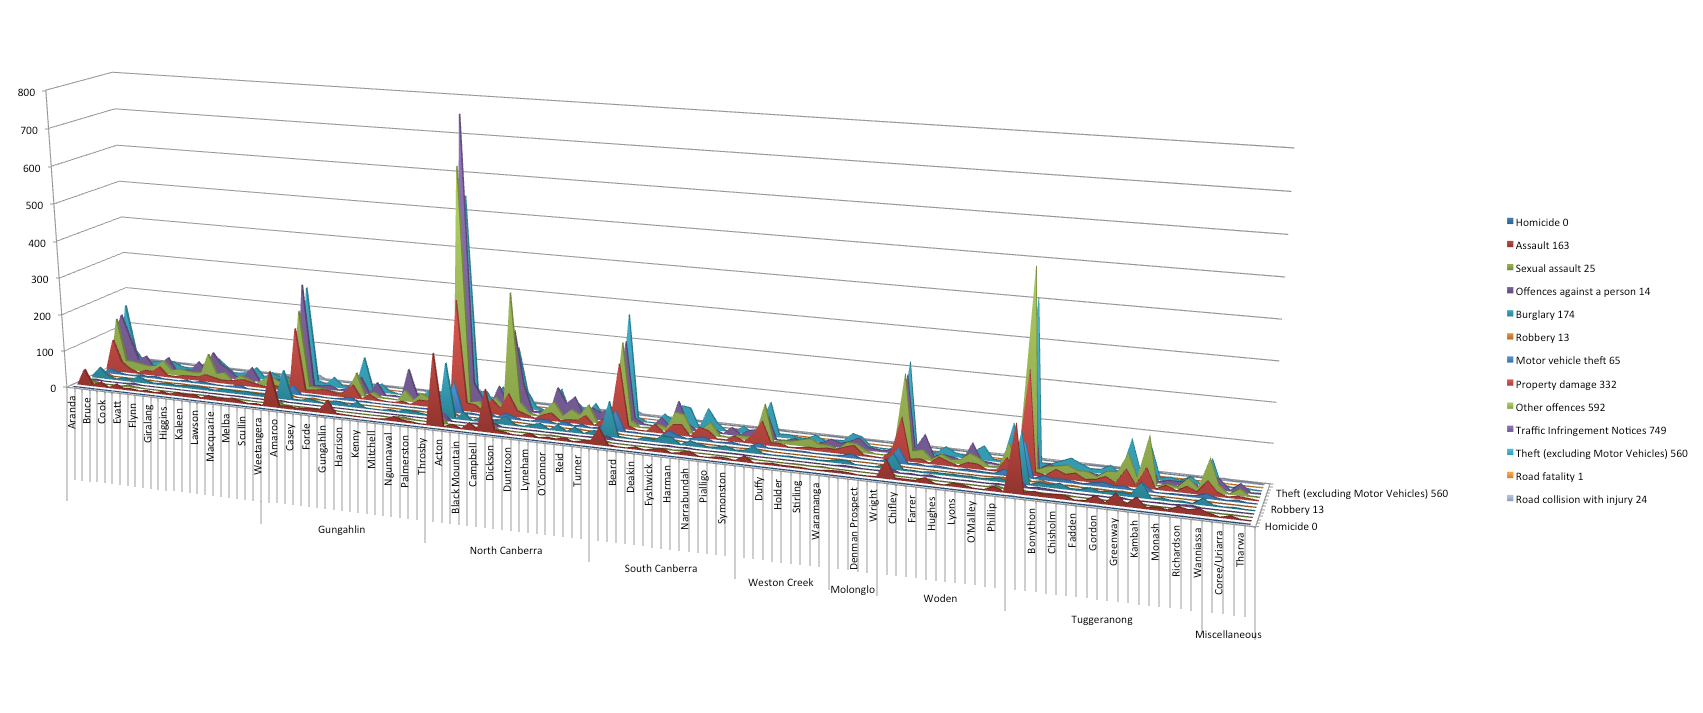 800
700
600
500
400
300
200
100
0
Aranda
Bruce
Cook
Evatt
Flynn
Giralang
Higgins
Kaleen
Lawson
Macquarie
Melba
Scullin
Weetangera
Amaroo
Casey
Forde
Gungahlin
Harrison
Kenny
Mitchell
Ngunnawal
Palmerston
Throsby
Acton
Black Mountain
Campbell
Dickson
Duntroon
Lyneham
O'Connor
Reid
Turner
Beard
Deakin
Fyshwick
Harman
Narrabundah
Pialligo
Symonston
Duffy
Holder
Stirling
Waramanga
Denman Prospect
Wright
Chifley
Farrer
Hughes
Lyons
O'Malley
Phillip
Bonython
Chisholm
Fadden
Gordon
Greenway
Kambah
Monash
Richardson
Wanniassa
Coree/Uriarra
Tharwa
Gungahlin
North Canberra
South Canberra
Weston Creek
Molonglo
Woden
Tuggeranong
Miscellaneous
Theft (excluding Motor Vehicles) 560
Robbery 13
Homicide 0
Homicide 0
Assault 163
Sexual assault 25
Offences against a person 14
Burglary 174
Robbery 13
Motor vehicle theft 65
Property damage 332
Other offences 592
Traffic Infringement Notices 749
Theft (excluding Motor Vehicles) 560
Road fatality 1
Road collision with injury 24